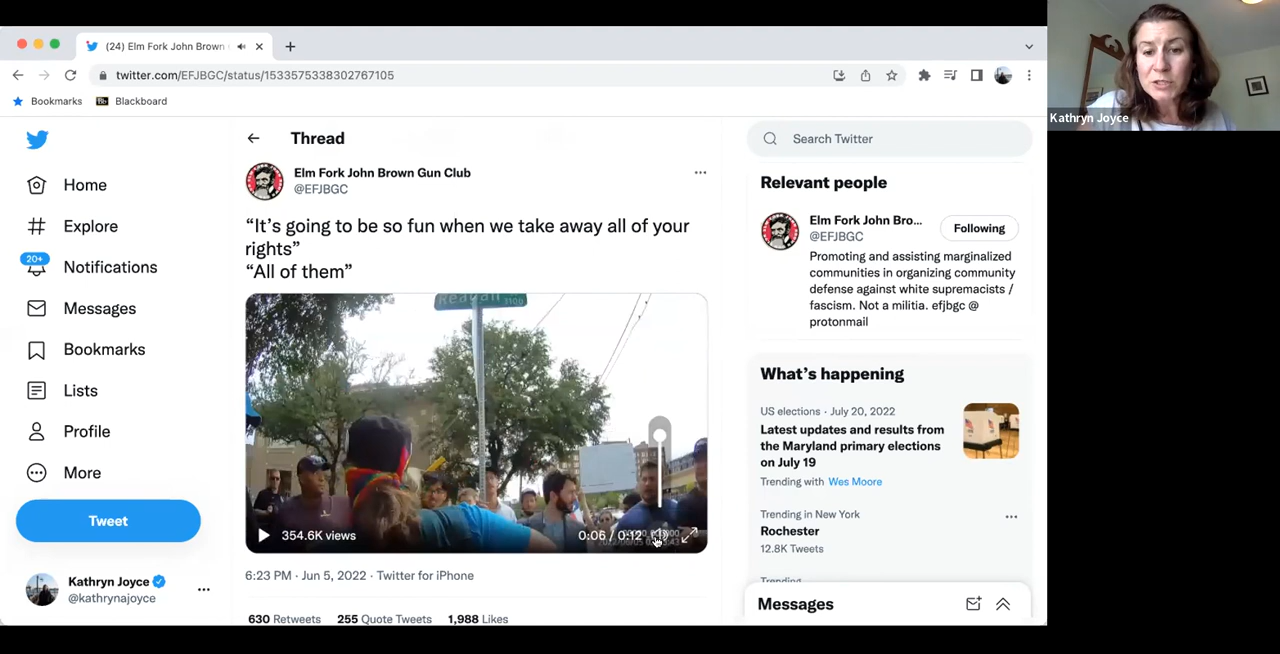 (24) Elm Fork John Brown
twitter.com/EFJBGC/status/1533575338302767105
Bookmarks
Bb
Blackboard
Kathryn Joyce
Home
Explore
20+
Notifications
Messages
Bookmarks
Lists
Profile
More
Tweet
Kathryn Joyce
@kathrynajoyce
Thread
Elm Fork John Brown Gun Club
@EFJBGC
“It’s going to be so fun when we take away all of your
rights”
“All of them”
Reagan
1100
354.6K views
0:06 / 0:12
6:23 PM · Jun 5, 2022 · Twitter for iPhone
630 Retweets 255 Quote Tweets 1,988 Likes
Search Twitter
Relevant people
Elm Fork John Bro...
@EFJBGC
Following
Promoting and assisting marginalized
communities in organizing community
defense against white supremacists /
fascism. Not a militia. efjbgc @
protonmail
What’s happening
US elections · July 20, 2022
Latest updates and results from
the Maryland primary elections
on July 19
Trending with Wes Moore
Trending in New York
Rochester
12.8K Tweets
Trending
Messages